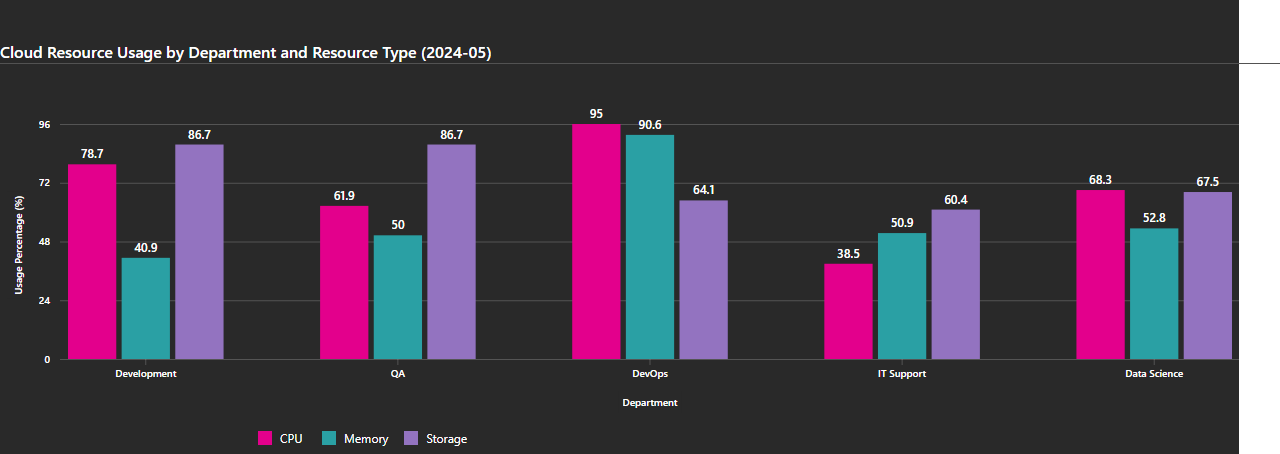 Cloud Resource Usage by Department and Resource Type (2024-05)
Usage Percentage (%)
96
72
48
24
0
78.7
40.9
86.7
61.9
50
86.7
95
90.6
64.1
38.5
50.9
60.4
68.3
52.8
67.5
Development
QA
DevOps
IT Support
Data Science
Department
CPU
Memory
Storage